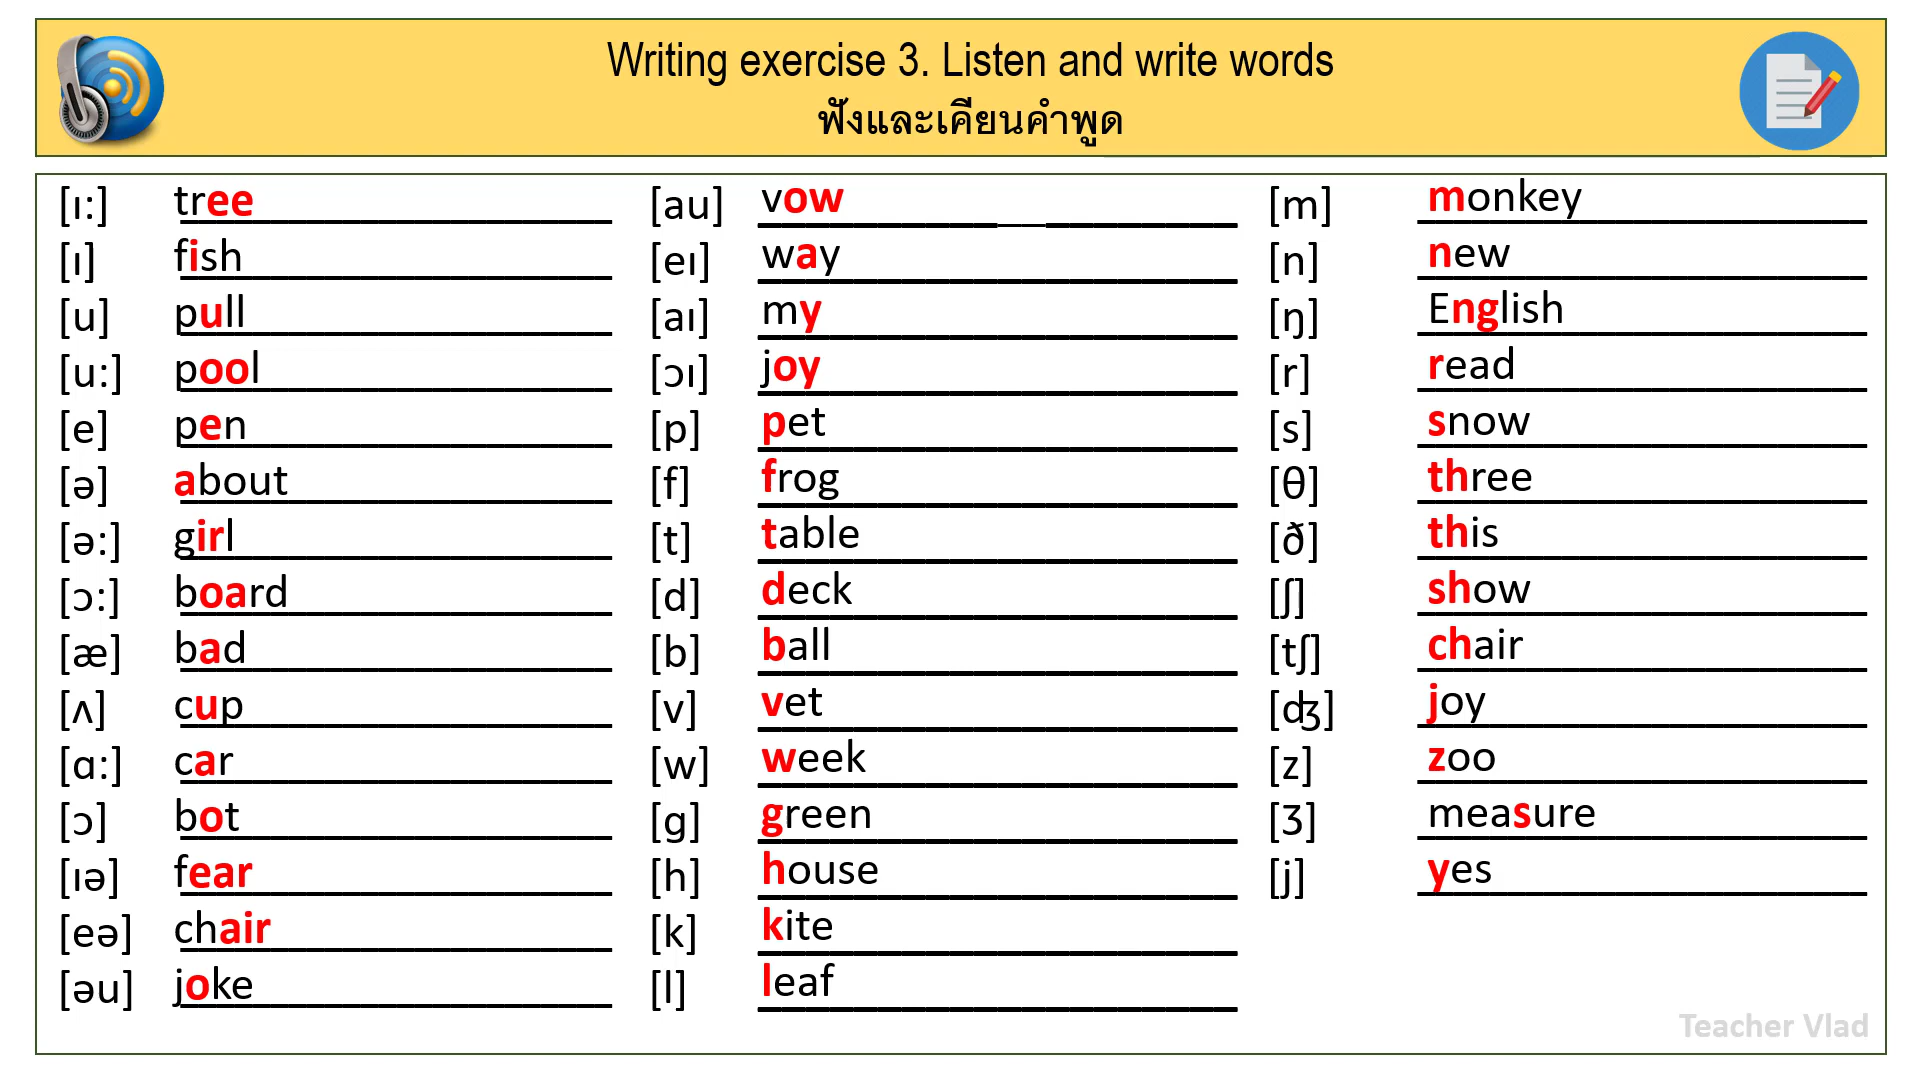 Writing exercise 3. Listen and write words
ฟังและเคียนคำพูด
[ɪ:] tree
[ɪ] fish
[u] pull
[u:] pool
[e] pen
[ə] about
[ə:] girl
[ɔ:] board
[æ] bad
[ʌ] cup
[ɑ:] car
[ɔ] bot
[ɪə] fear
[eə] chair
[əu] joke
[au] vow
[eɪ] way
[aɪ] my
[ɔɪ] joy
[p] pet
[f] frog
[t] table
[d] deck
[b] ball
[v] vet
[w] week
[g] green
[h] house
[k] kite
[l] leaf
[m] monkey
[n] new
[ŋ] English
[r] read
[s] snow
[θ] three
[ð] this
[ʃ] show
[tʃ] chair
[ʤ] joy
[z] zoo
[ʒ] measure
[j] yes
Teacher Vlad